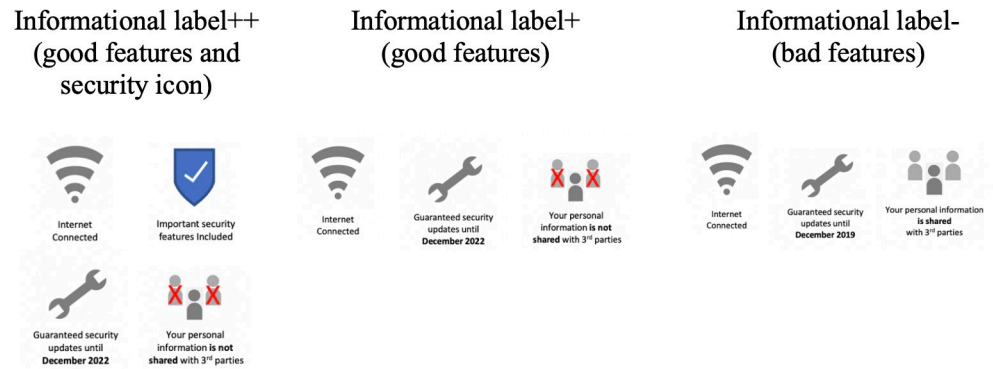 Informational label++
(good features and
security icon)
Internet
Connected
Important security
features Included
Guaranteed security
updates until
December 2022
Your personal
information is not
shared with 3rd parties
Informational label+
(good features)
Internet
Connected
Guaranteed security
updates until
December 2022
Your personal
information is not
shared with 3rd parties
Informational label-
(bad features)
Internet
Connected
Guaranteed security
updates until
December 2019
Your personal information
is shared
with 3rd parties